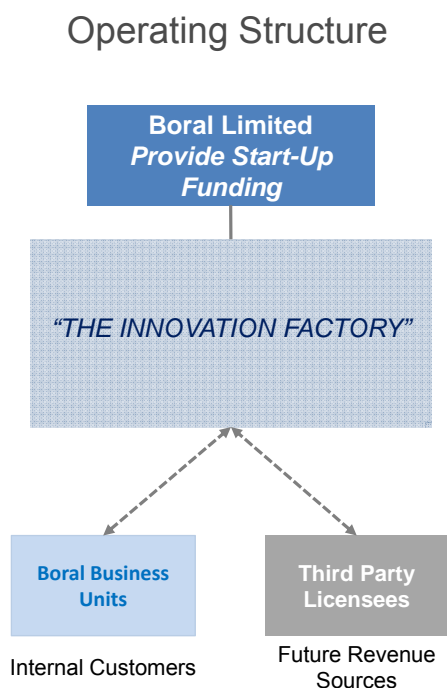 Operating Structure
Boral Limited
Provide Start-Up
Funding
“THE INNOVATION FACTORY”
Boral Business
Units
Third Party
Licensees
Internal Customers
Future Revenue
Sources